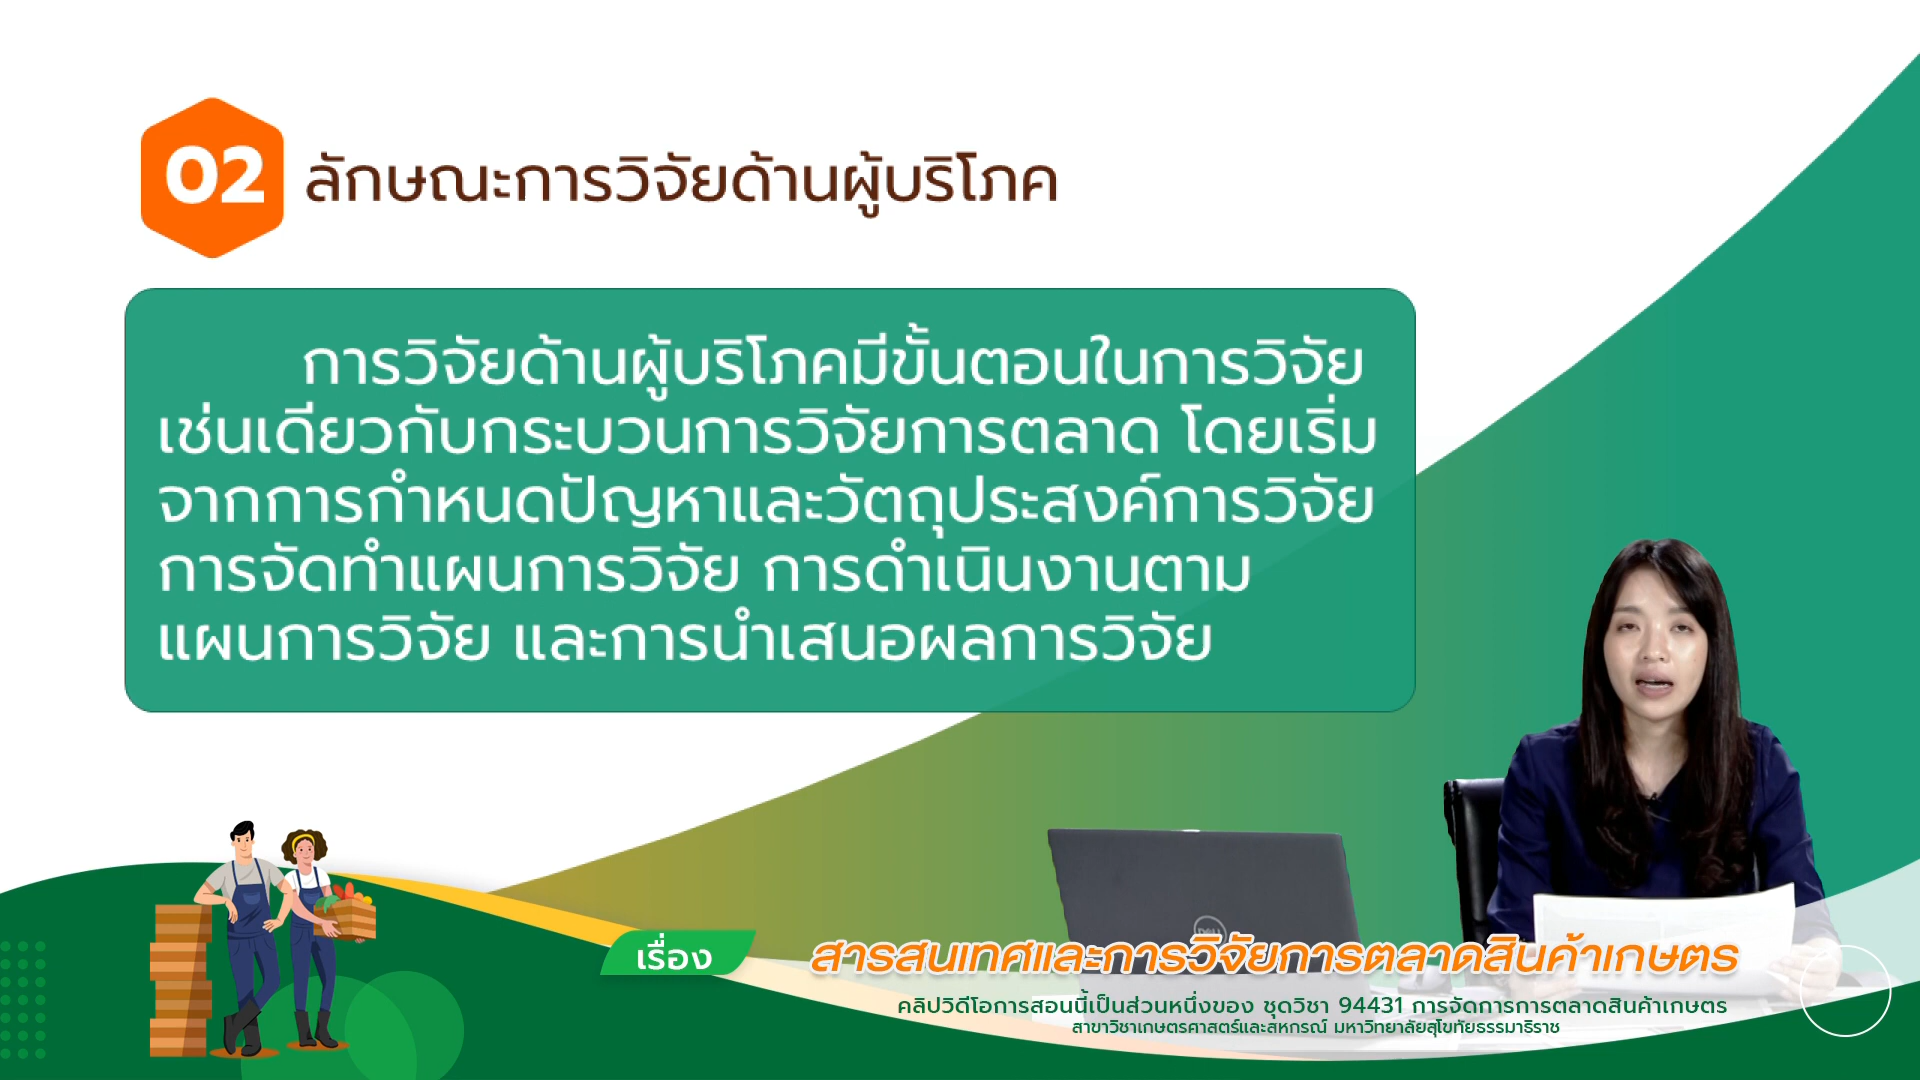 02 ลักษณะการวิจัยด้านผู้บริโภค
การวิจัยด้านผู้บริโภคมีขั้นตอนในการวิจัย
เช่นเดียวกับกระบวนการวิจัยการตลาด โดยเริ่ม
จากการกำหนดปัญหาและวัตถุประสงค์การวิจัย
การจัดทำแผนการวิจัย การดำเนินงานตาม
แผนการวิจัย และการนำเสนอผลการวิจัย
DELL
เรื่อง สารสนเทศและการวิจัยการตลาดสินค้าเกษตร
คลิปวิดีโอการสอนนี้เป็นส่วนหนึ่งของ ชุดวิชา 94431 การจัดการการตลาดสินค้าเกษตร
สาขาวิชาเกษตรศาสตร์และสหกรณ์ มหาวิทยาลัยสุโขทัยธรรมาธิราช